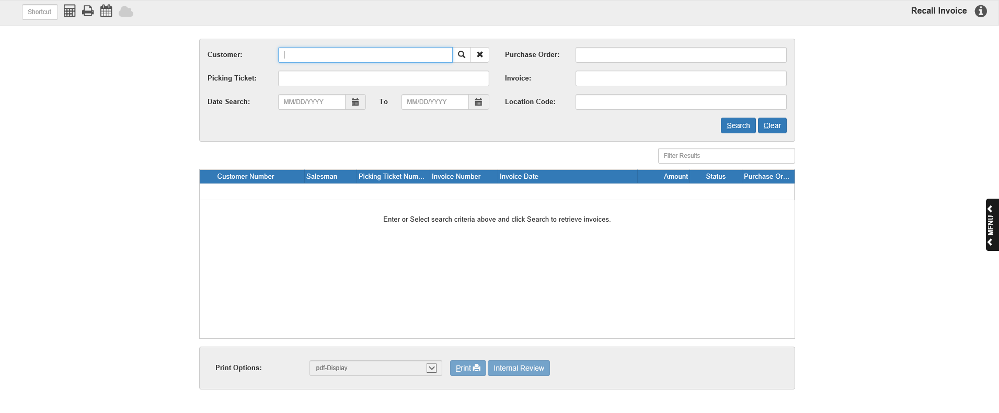 Shortcut
Recall Invoice
Customer:
Purchase Order:
Picking Ticket:
Invoice:
Date Search: MM/DD/YYYY To MM/DD/YYYY
Location Code:
Search Clear
Filter Results
Customer Number Salesman Picking Ticket Num... Invoice Number Invoice Date Amount Status Purchase Or...
Enter or Select search criteria above and click Search to retrieve invoices.
MENU
Print Options: pdf-Display Print Internal Review